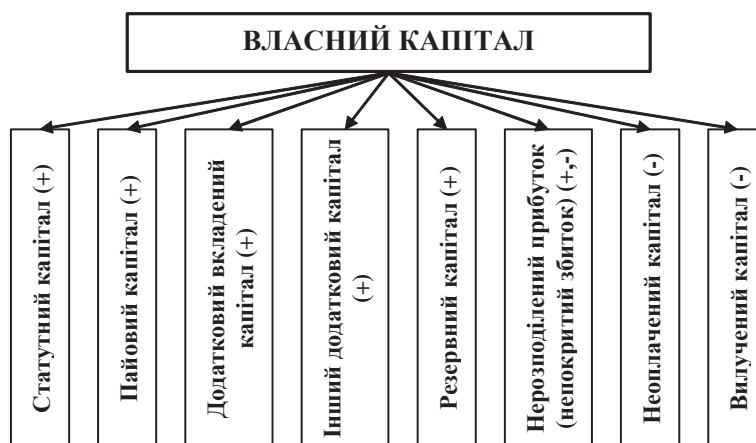 ВЛАСНИЙ КАПІТАЛ
Статутний капітал (+)
Пайовий капітал (+)
Додатковий вкладений
капітал (+)
Інший додатковий капітал
(+)
Резервний капітал (+)
Нерозподілений прибуток
(непокритий збиток) (+,-)
Неоплачений капітал (-)
Вилучений капітал (-)